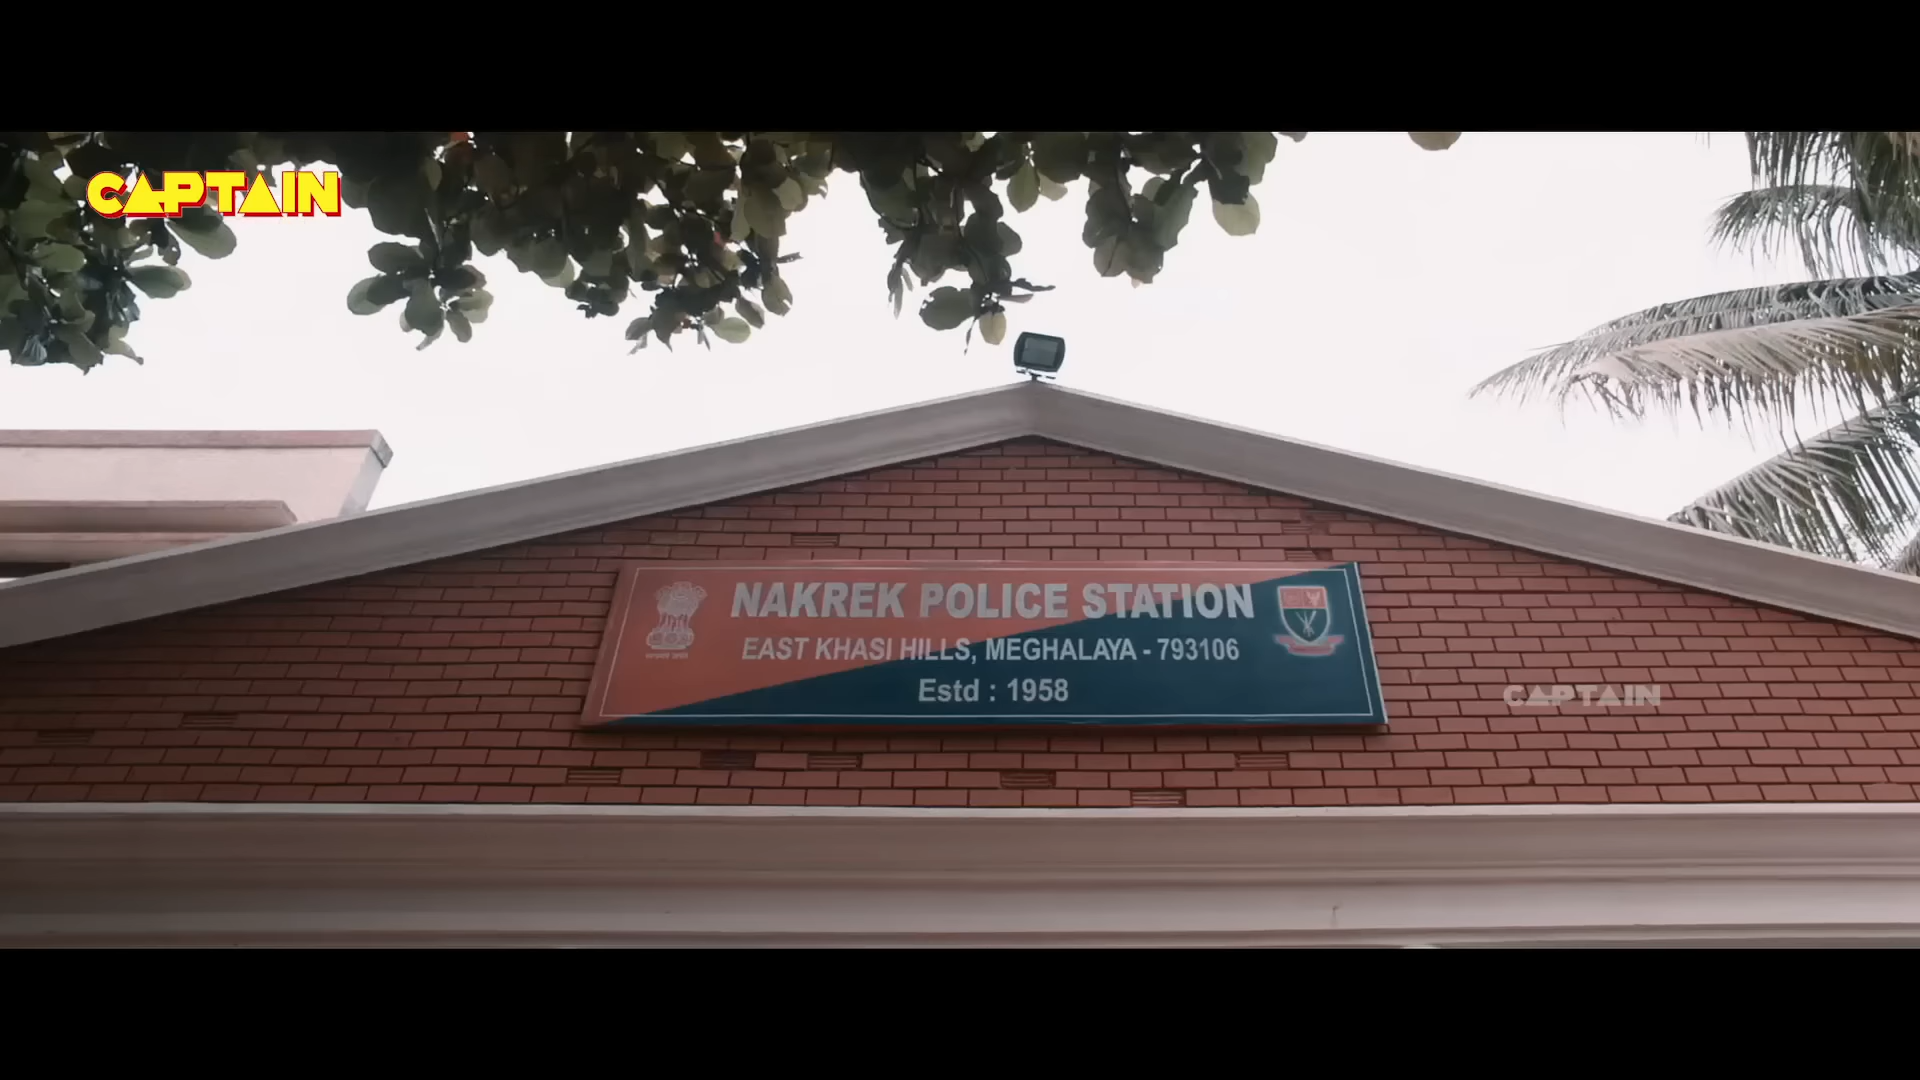 CAPTAIN
NAKREK POLICE STATION
EAST KHASI HILLS, MEGHALAYA - 793106
Estd : 1958
CAPTAIN